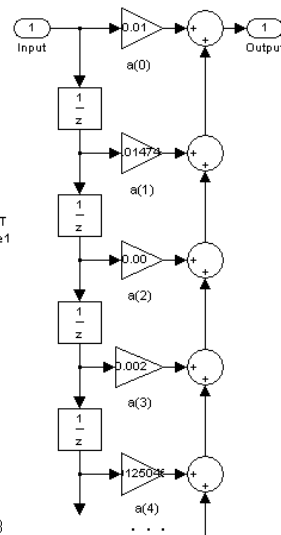 1
0.01
1
Input
Output
a(0)
1
z
.01474
a(1)
1
z
0.00
a(2)
1
z
0.002
a(3)
1
z
a(4)
. . .